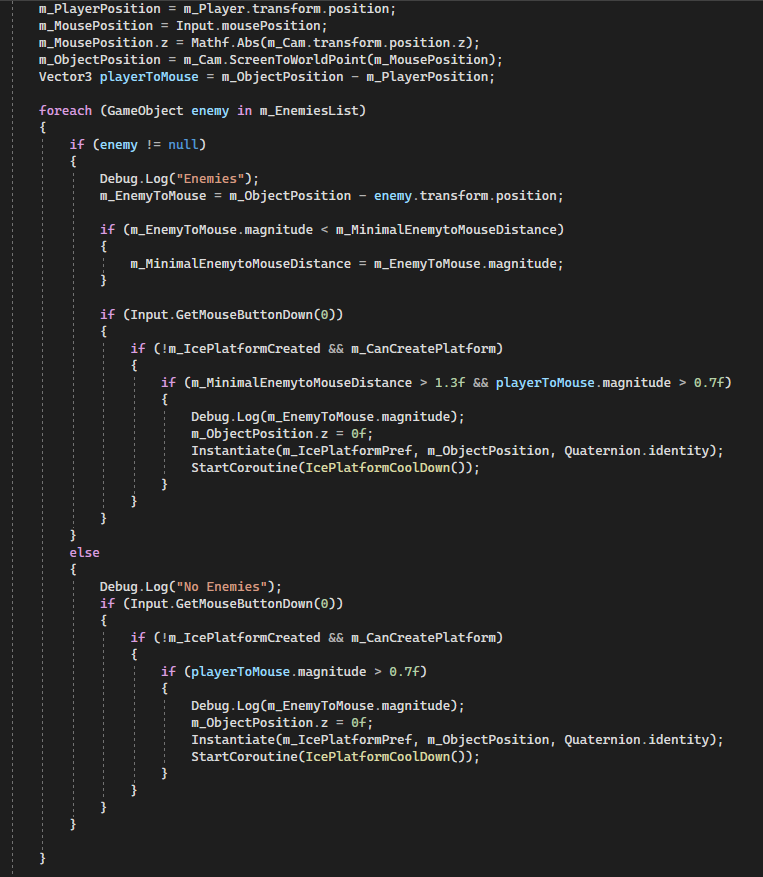 m_PlayerPosition = m_Player.transform.position;
m_MousePosition = Input.mousePosition;
m_MousePosition.z = Mathf.Abs(m_Cam.transform.position.z);
m_ObjectPosition = m_Cam.ScreenToWorldPoint(m_MousePosition);
Vector3 playerToMouse = m_ObjectPosition - m_PlayerPosition;
foreach (GameObject enemy in m_EnemiesList)
{
if (enemy != null)
{
Debug.Log("Enemies");
m_EnemyToMouse = m_ObjectPosition - enemy.transform.position;
if (m_EnemyToMouse.magnitude < m_MinimalEnemytoMouseDistance)
{
m_MinimalEnemytoMouseDistance = m_EnemyToMouse.magnitude;
}
if (Input.GetMouseButtonDown(0))
{
if (!m_IcePlatformCreated && m_CanCreatePlatform)
{
if (m_MinimalEnemytoMouseDistance > 1.3f && playerToMouse.magnitude > 0.7f)
{
Debug.Log(m_EnemyToMouse.magnitude);
m_ObjectPosition.z = 0f;
Instantiate(m_IcePlatformPref, m_ObjectPosition, Quaternion.identity);
StartCoroutine(IcePlatformCoolDown());
}
}
}
}
else
{
Debug.Log("No Enemies");
if (Input.GetMouseButtonDown(0))
{
if (!m_IcePlatformCreated && m_CanCreatePlatform)
{
if (playerToMouse.magnitude > 0.7f)
{
Debug.Log(m_EnemyToMouse.magnitude);
m_ObjectPosition.z = 0f;
Instantiate(m_IcePlatformPref, m_ObjectPosition, Quaternion.identity);
StartCoroutine(IcePlatformCoolDown());
}
}
}
}
}